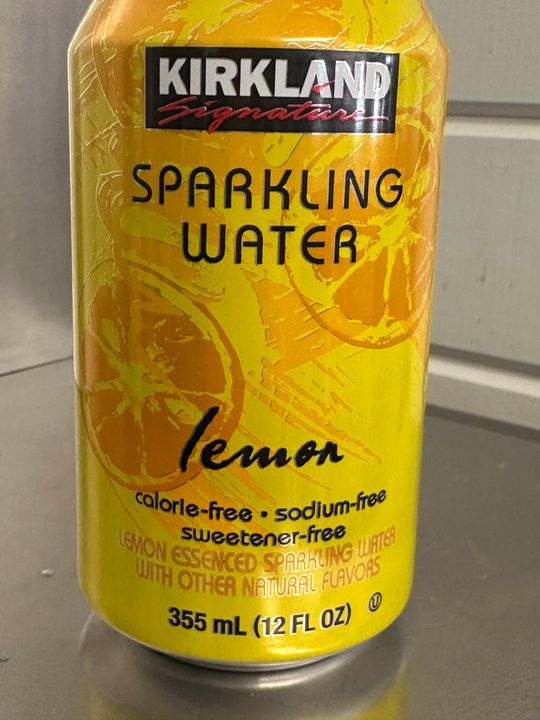 KIRKLAND
Signature
SPARKLING
WATER
lemon
calorie-free • sodium-free
sweetener-free
LEMON ESSENCED SPARKLING WATER
WITH OTHER NATURAL FLAVORS
355 mL (12 FL OZ) Ⓤ